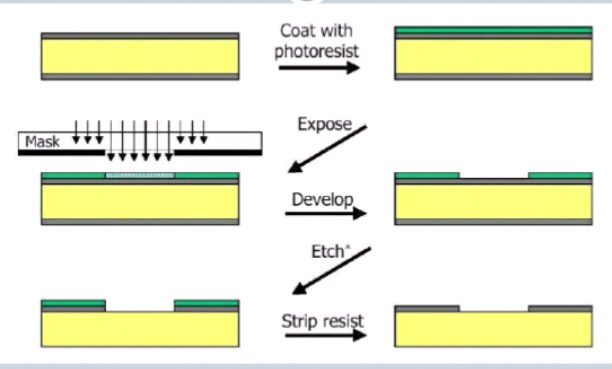 Coat with
photoresist
Mask
Expose
Develop
Etch*
Strip resist